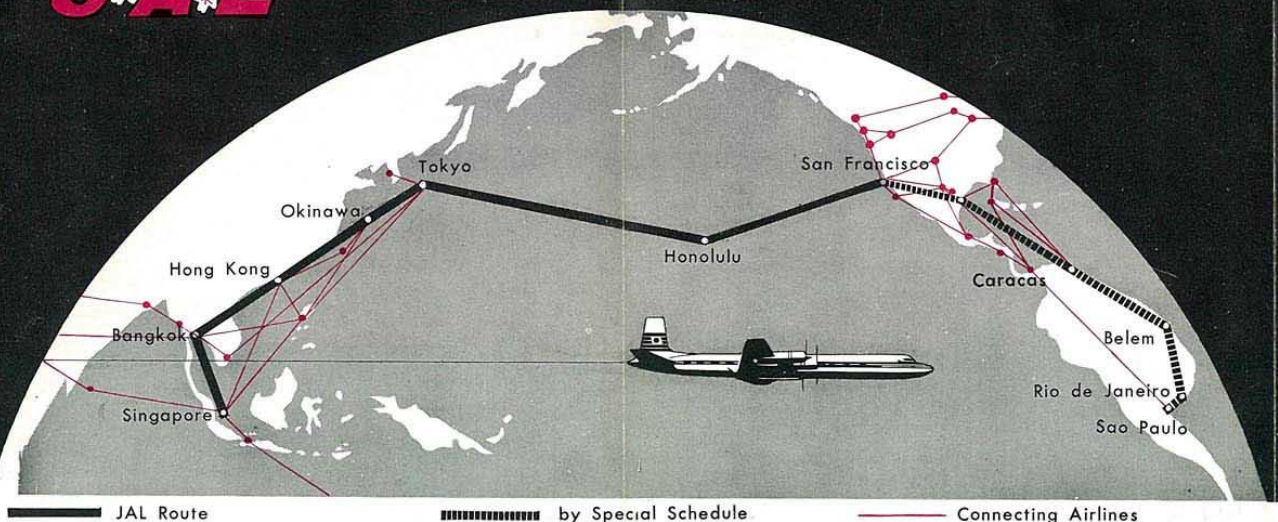 JAL
Tokyo
San Francisco
Okinawa
Hong Kong
Honolulu
Caracas
Bangkok
Belem
Rio de Janeiro
Singapore
Sao Paulo
JAL Route
by Special Schedule
Connecting Airlines